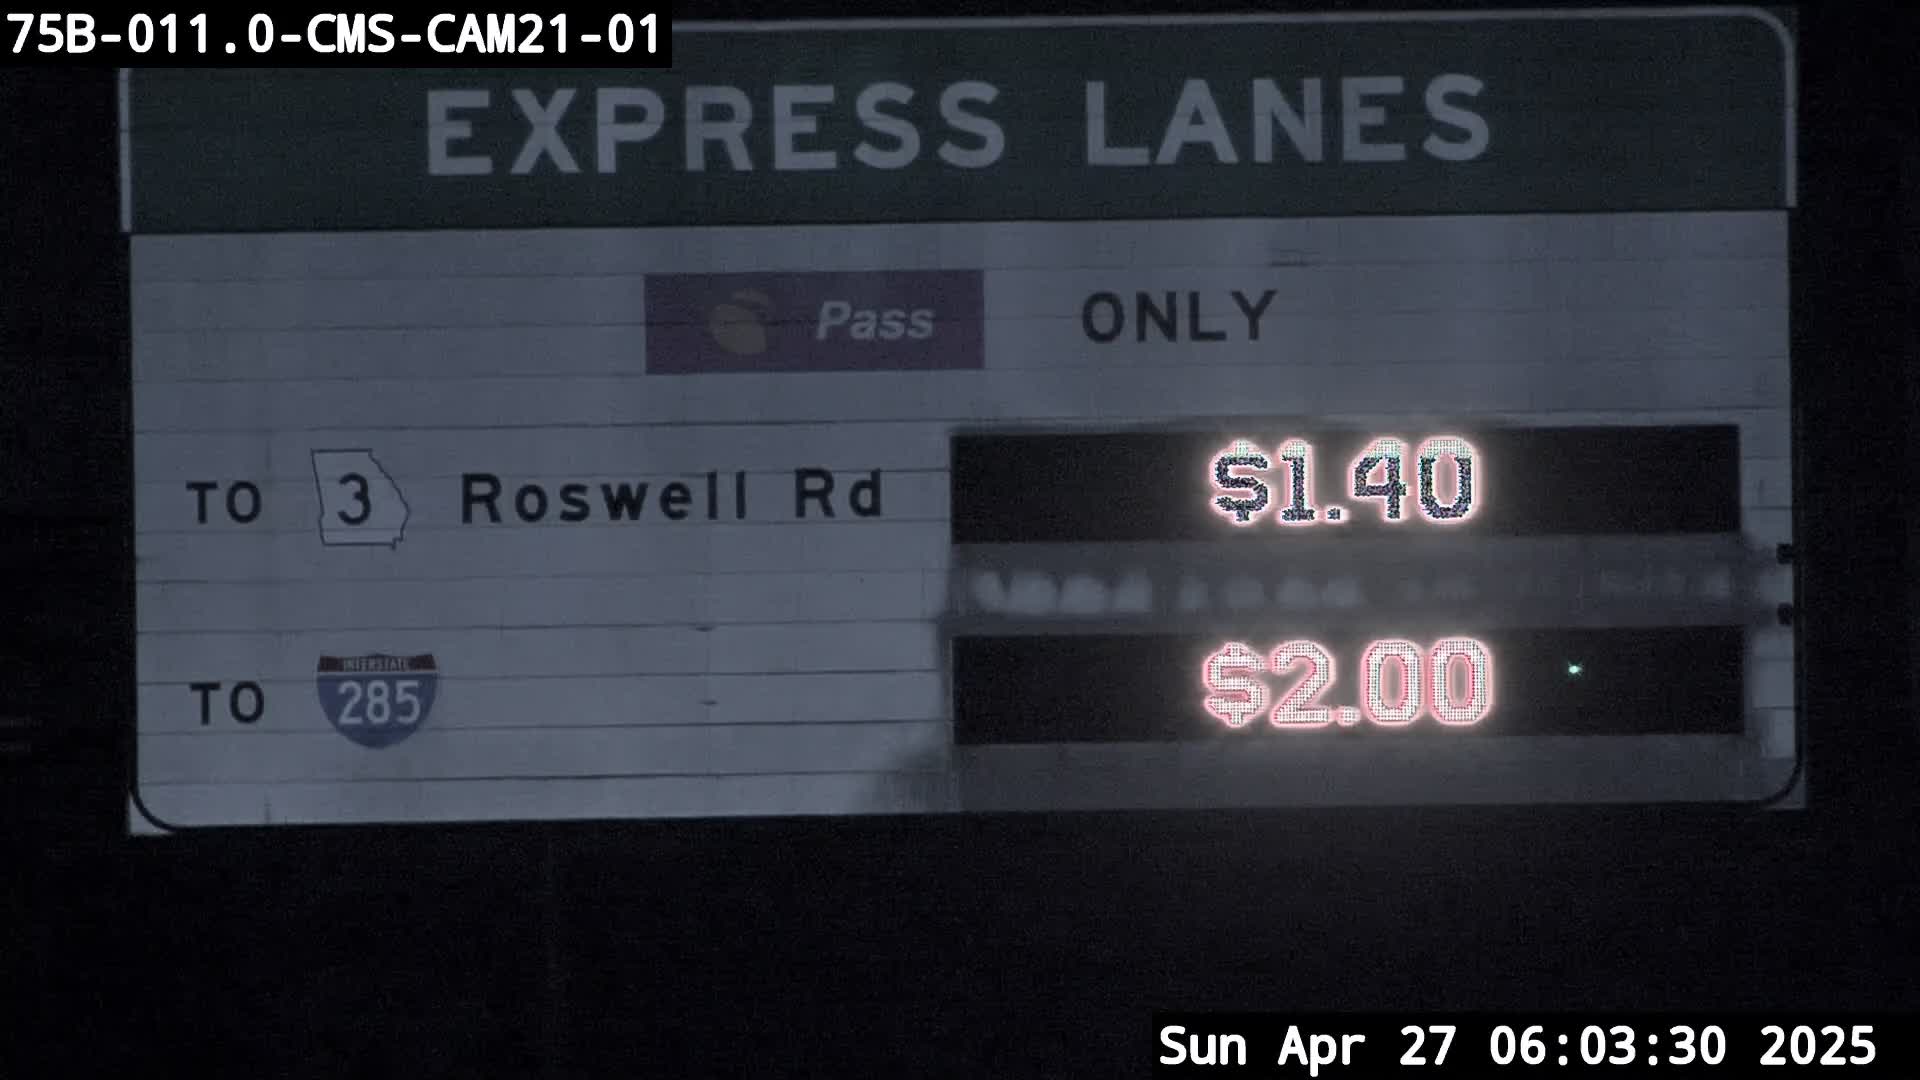 75B-011.0-CMS-CAM21-01
EXPRESS LANES
Pass ONLY
TO 3 Roswell Rd $1.40
TO INTERSTATE 285 $2.00
Sun Apr 27 06:03:30 2025